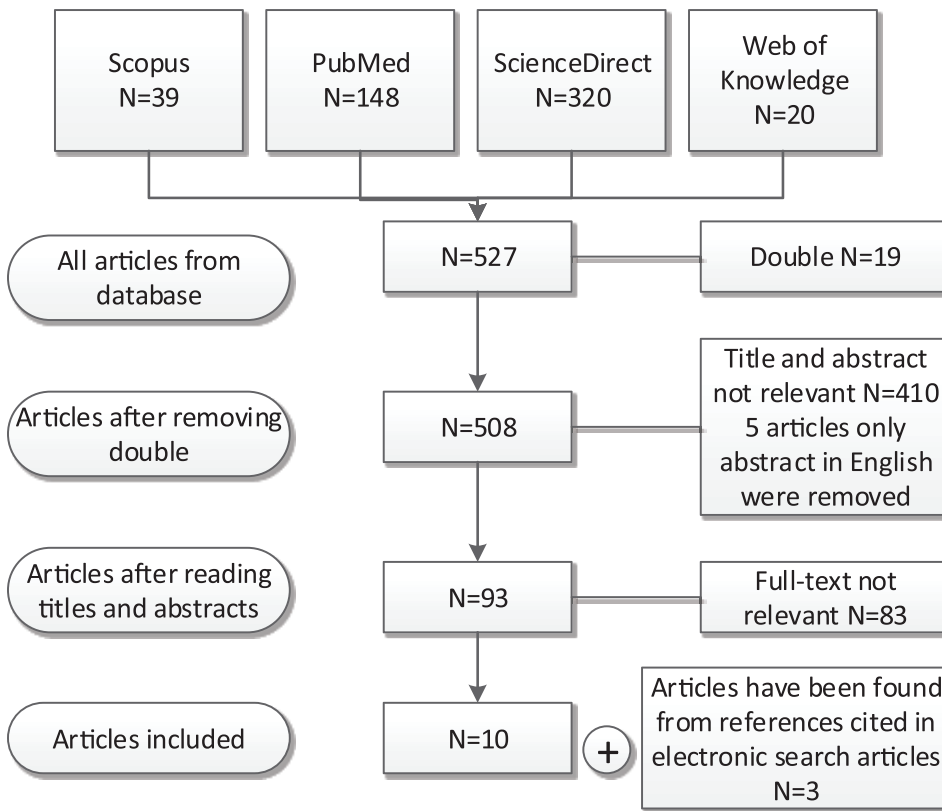 Scopus
N=39
PubMed
N=148
ScienceDirect
N=320
Web of
Knowledge
N=20
All articles from
database
N=527
Double N=19
Articles after removing
double
N=508
Title and abstract
not relevant N=410
5 articles only
abstract in English
were removed
Articles after reading
titles and abstracts
N=93
Full-text not
relevant N=83
Articles included
N=10
+
Articles have been found
from references cited in
electronic search articles
N=3